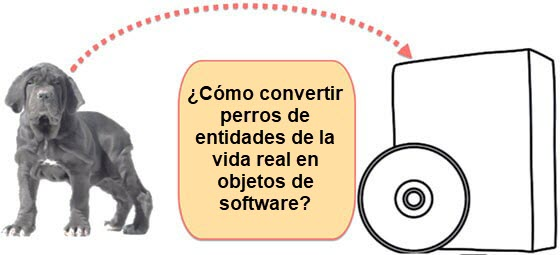 ¿Cómo convertir
perros de
entidades de la
vida real en
objetos de
software?